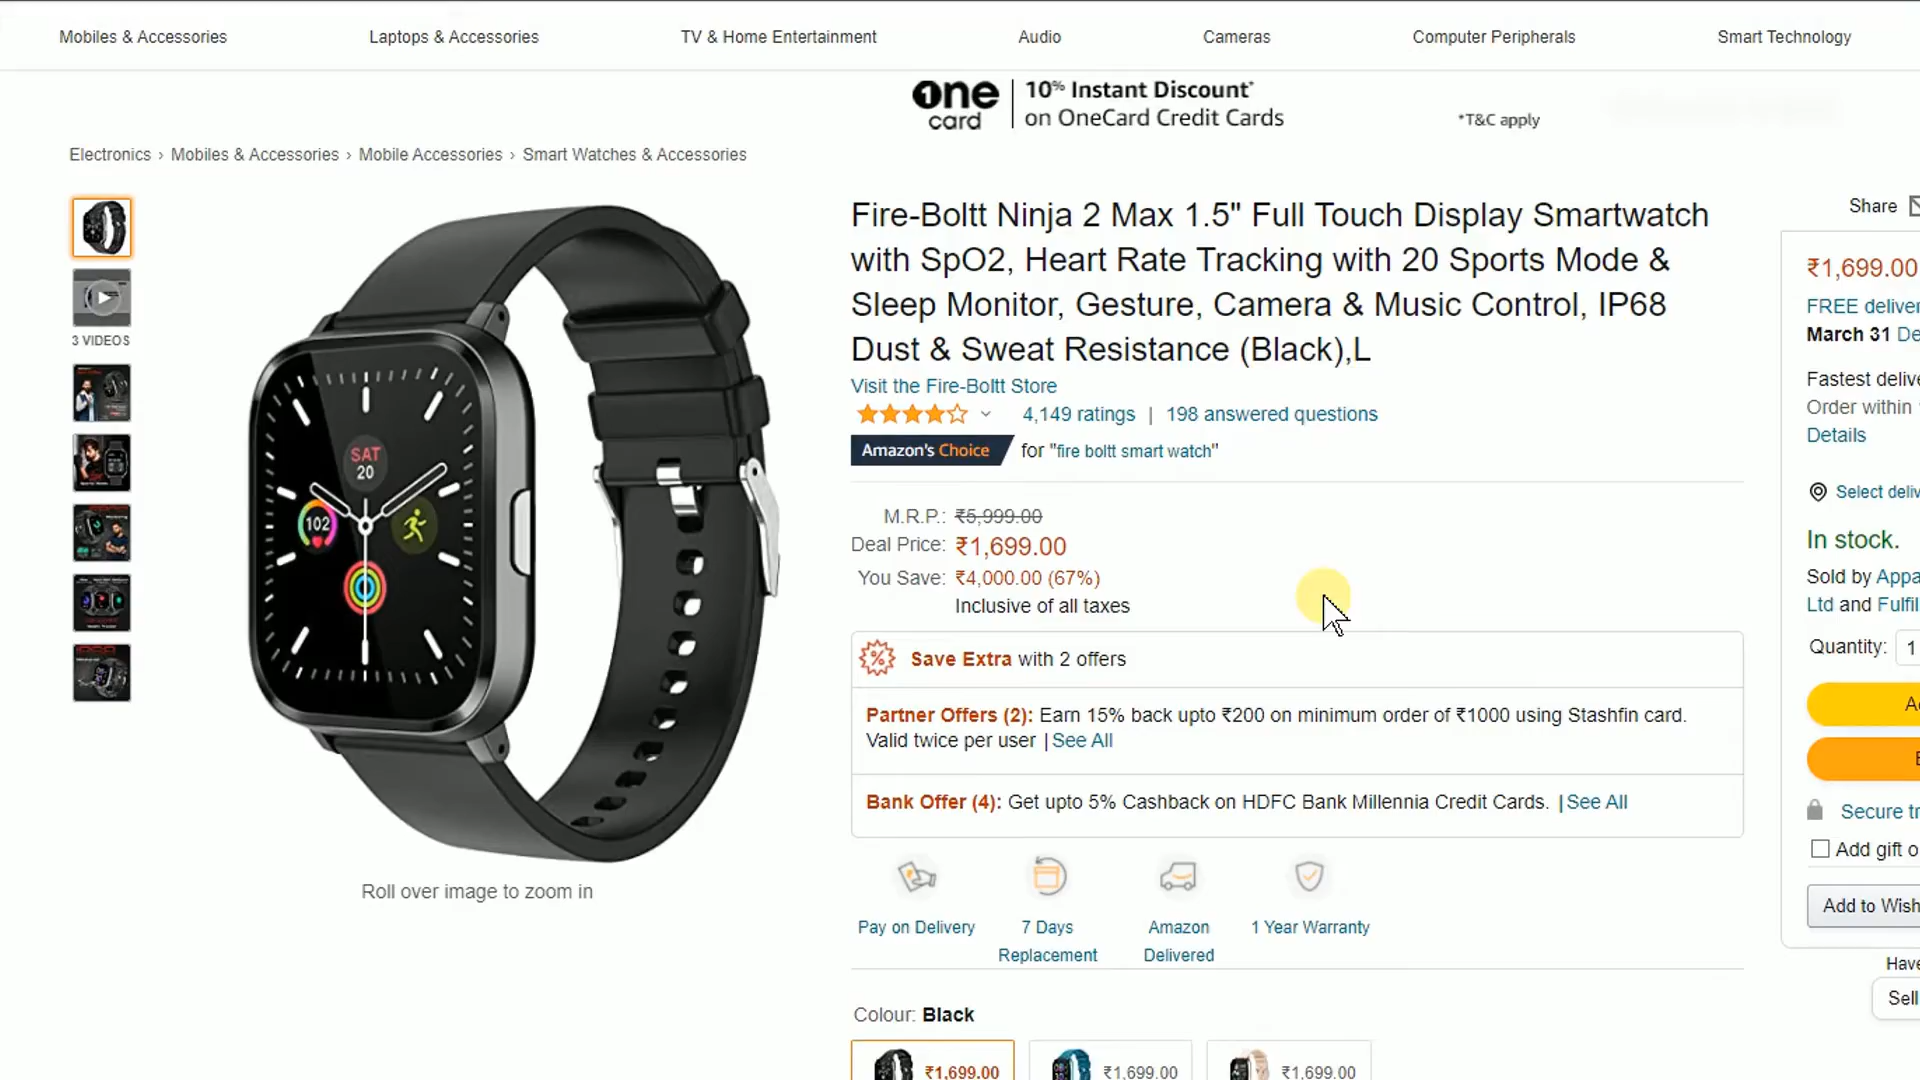 Mobiles & Accessories
Laptops & Accessories
TV & Home Entertainment
Audio
Cameras
Computer Peripherals
Smart Technology
1one card
10% Instant Discount*
on OneCard Credit Cards
*T&C apply
Electronics › Mobiles & Accessories › Mobile Accessories › Smart Watches & Accessories
3 VIDEOS
SAT
20
102
Roll over image to zoom in
Fire-Boltt Ninja 2 Max 1.5" Full Touch Display Smartwatch
with SpO2, Heart Rate Tracking with 20 Sports Mode &
Sleep Monitor, Gesture, Camera & Music Control, IP68
Dust & Sweat Resistance (Black),L
Visit the Fire-Boltt Store
4,149 ratings | 198 answered questions
Amazon's Choice for "fire boltt smart watch"
M.R.P.: ₹5,999.00
Deal Price: ₹1,699.00
You Save: ₹4,000.00 (67%)
Inclusive of all taxes
Save Extra with 2 offers
Partner Offers (2): Earn 15% back upto ₹200 on minimum order of ₹1000 using Stashfin card.
Valid twice per user | See All
Bank Offer (4): Get upto 5% Cashback on HDFC Bank Millennia Credit Cards. | See All
Pay on Delivery
7 Days
Replacement
Amazon
Delivered
1 Year Warranty
Colour: Black
₹1,699.00
₹1,699.00
₹1,699.00
Share
₹1,699.00
FREE deliver
March 31 De
Fastest delive
Order within
Details
Select deliv
In stock.
Sold by Appa
Ltd and Fulfil
Quantity: 1
A
Secure tr
Add gift o
Add to Wish
Have
Sell